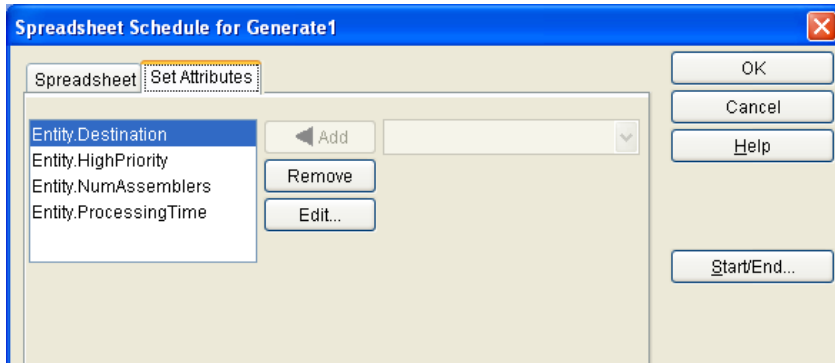 Spreadsheet Schedule for Generate1
Spreadsheet Set Attributes
OK
Cancel
Help
Entity.Destination
Entity.HighPriority
Entity.NumAssemblers
Entity.ProcessingTime
Add
Remove
Edit...
Start/End...